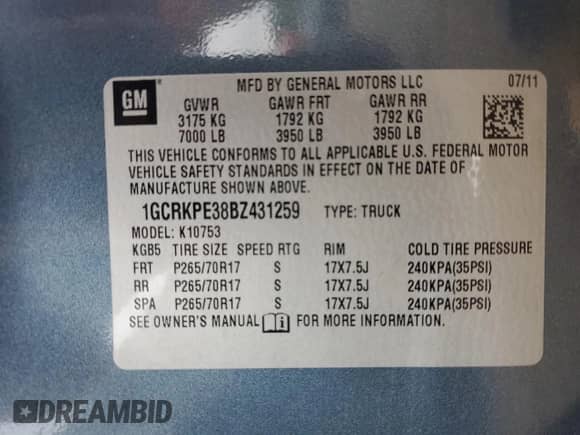 GM
MFD BY GENERAL MOTORS LLC 07/11
GVWR GAWR FRT GAWR RR
3175 KG 1792 KG 1792 KG
7000 LB 3950 LB 3950 LB
THIS VEHICLE CONFORMS TO ALL APPLICABLE U.S. FEDERAL MOTOR
VEHICLE SAFETY STANDARDS IN EFFECT ON THE DATE OF
MANUFACTURE SHOWN ABOVE.
1GCRKPE38BZ431259 TYPE: TRUCK
MODEL: K10753
KGB5 TIRE SIZE SPEED RTG RIM COLD TIRE PRESSURE
FRT P265/70R17 S 17X7.5J 240KPA(35PSI)
RR P265/70R17 S 17X7.5J 240KPA(35PSI)
SPA P265/70R17 S 17X7.5J 240KPA(35PSI)
SEE OWNER'S MANUAL FOR MORE INFORMATION.
DREAMBID